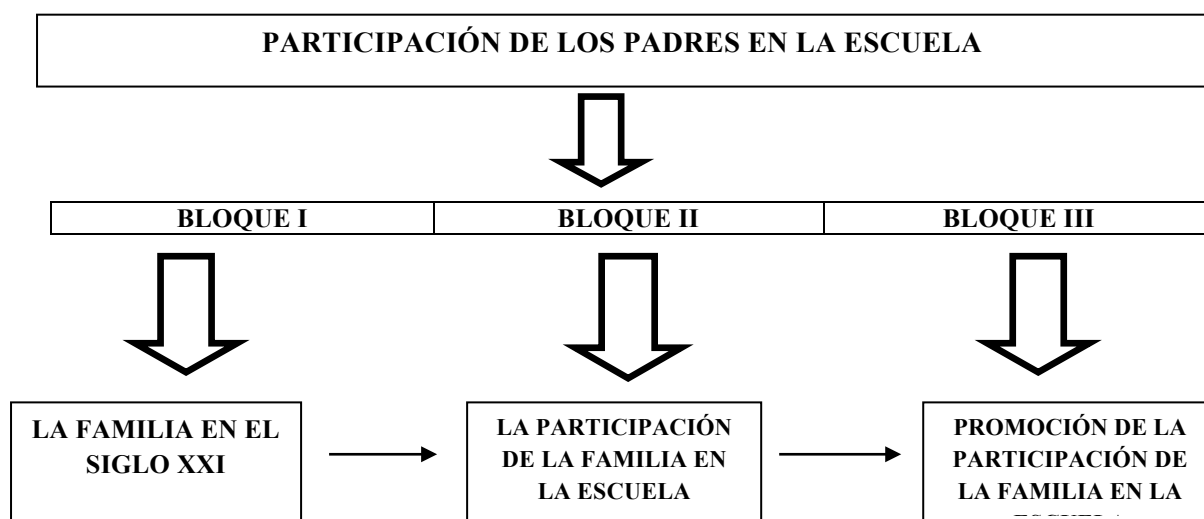 PARTICIPACIÓN DE LOS PADRES EN LA ESCUELA
BLOQUE I
BLOQUE II
BLOQUE III
LA FAMILIA EN EL
SIGLO XXI
LA PARTICIPACIÓN
DE LA FAMILIA EN
LA ESCUELA
PROMOCIÓN DE LA
PARTICIPACIÓN DE
LA FAMILIA EN LA